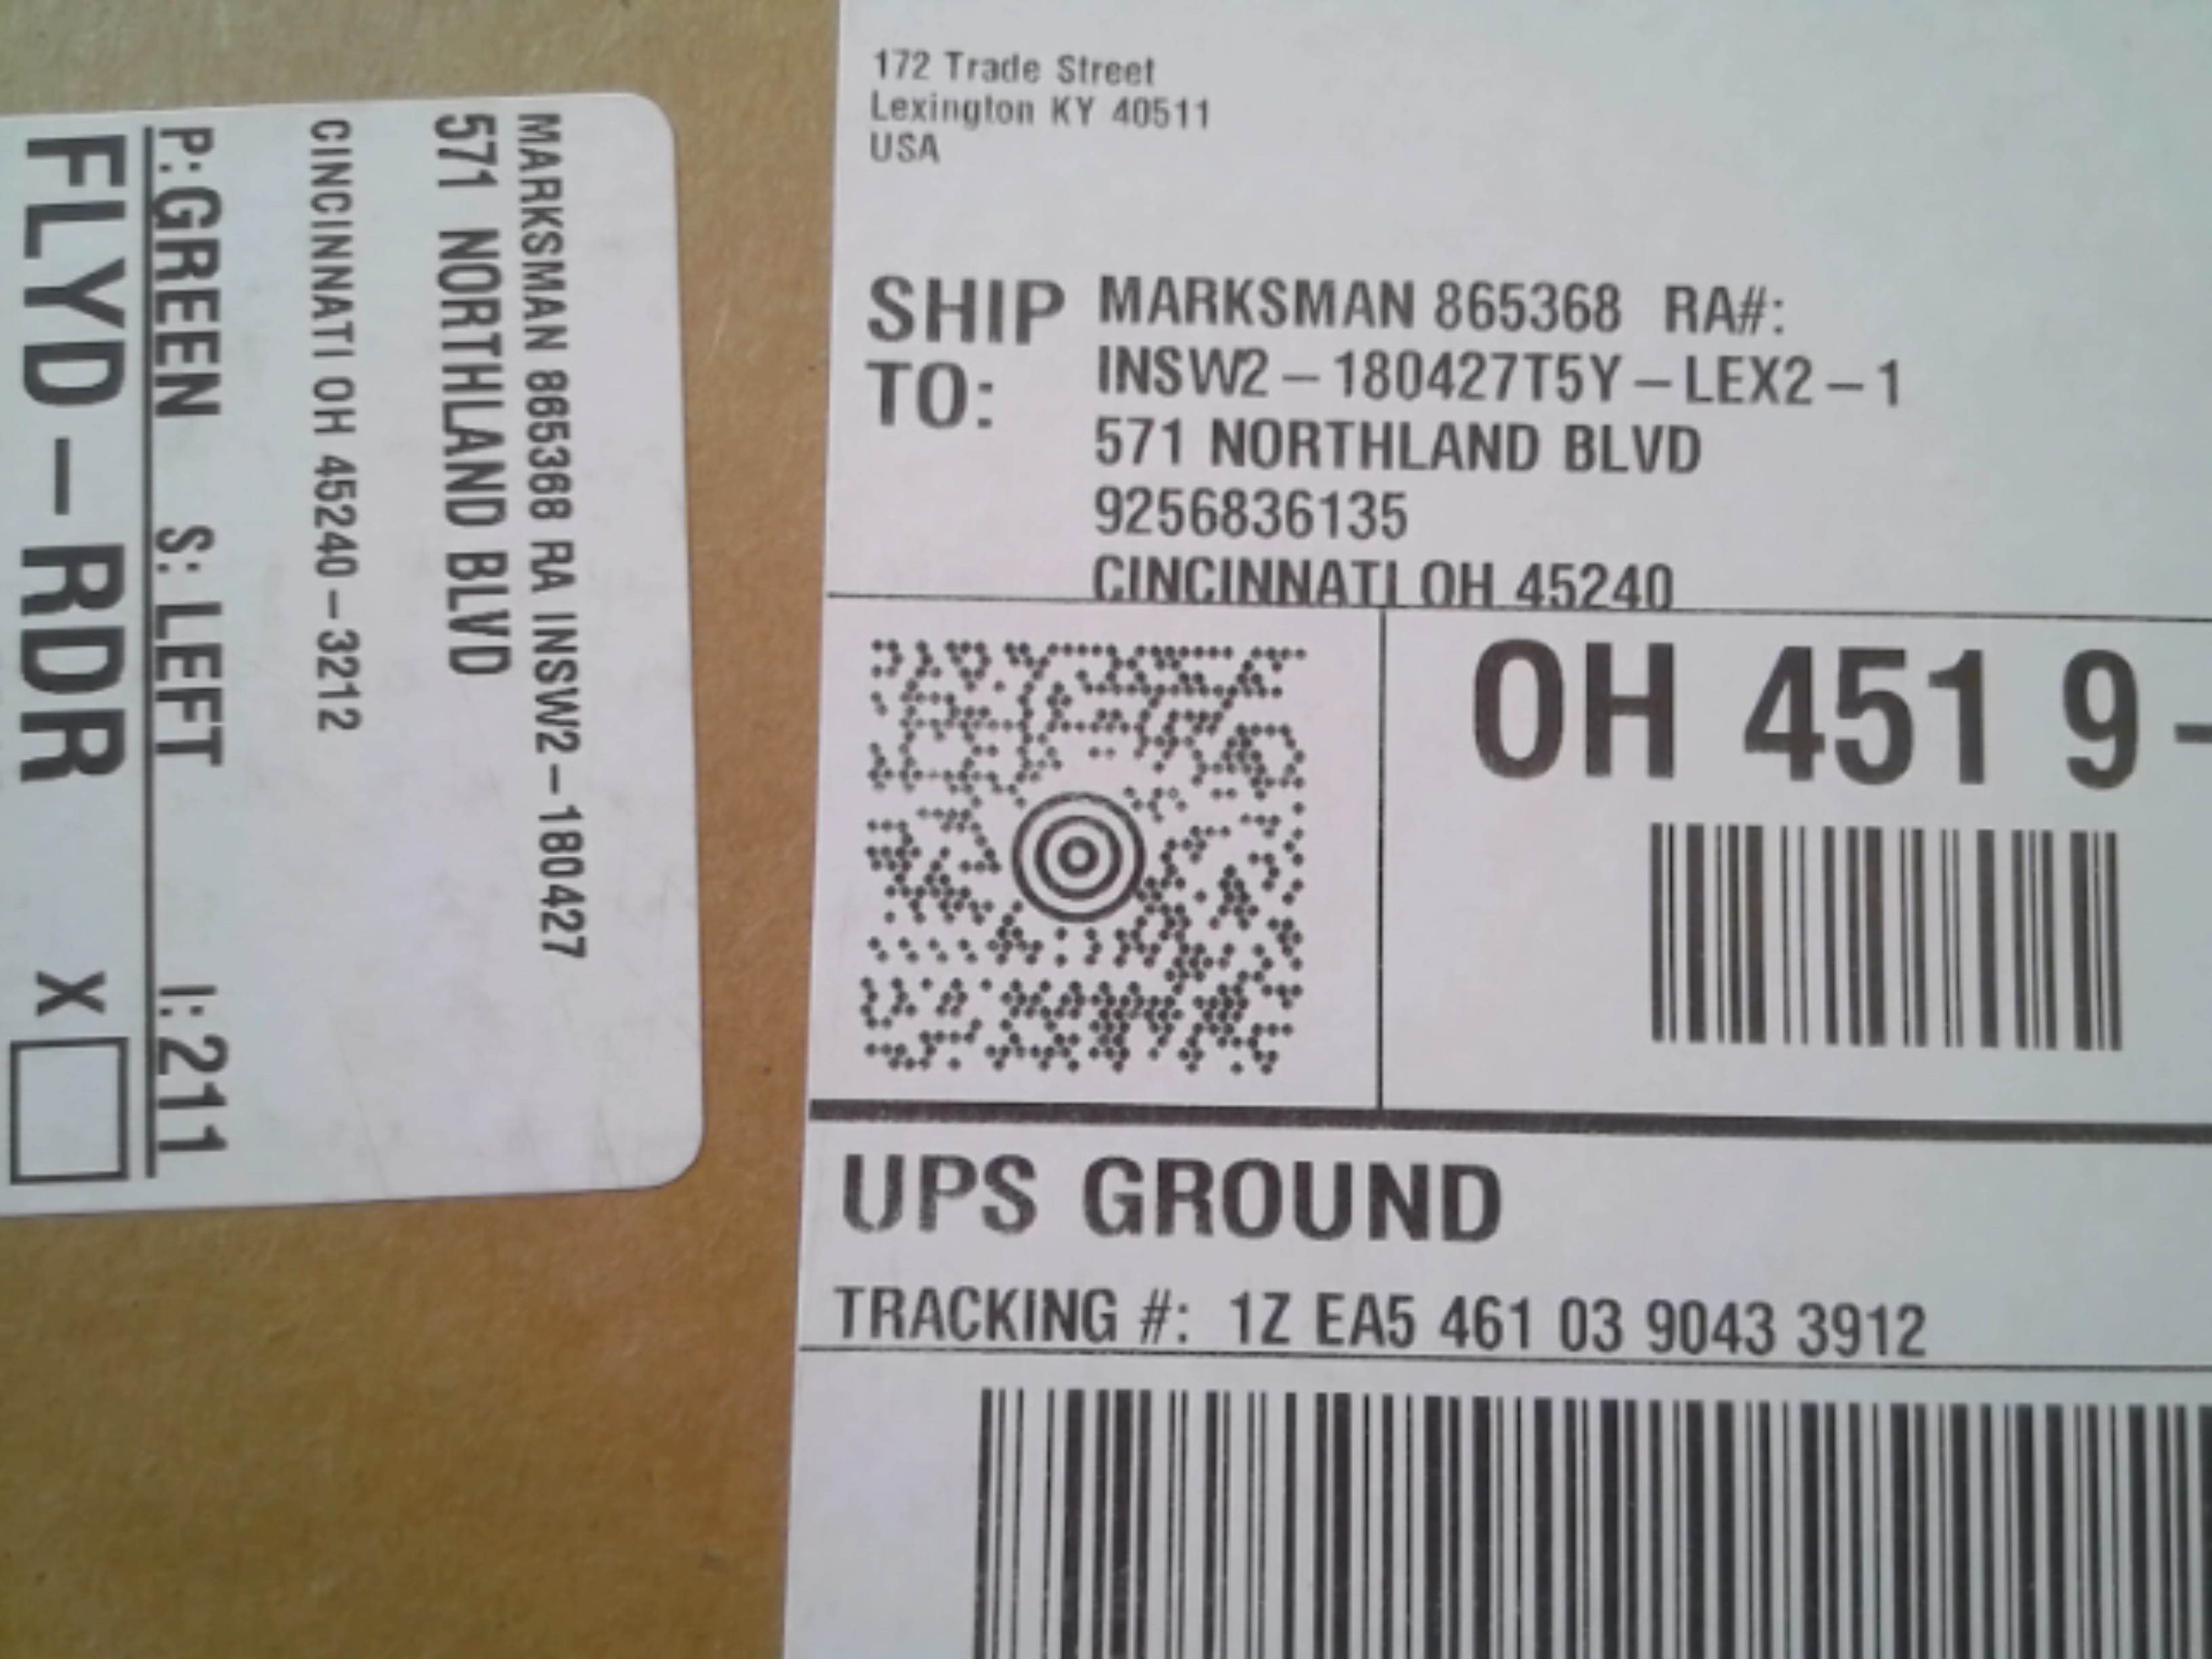 172 Trade Street
Lexington KY 40511
USA
SHIP TO:
MARKSMAN 865368 RA#:
INSW2-180427T5Y-LEX2-1
571 NORTHLAND BLVD
9256836135
CINCINNATI OH 45240
OH 451 9-
UPS GROUND
TRACKING #: 1Z EA5 461 03 9043 3912
MARKSMAN 865368 RA INSW2-180427
571 NORTHLAND BLVD
CINCINNATI OH 45240-3212
P:GREEN S: LEFT I:211
FLYD-RDR X